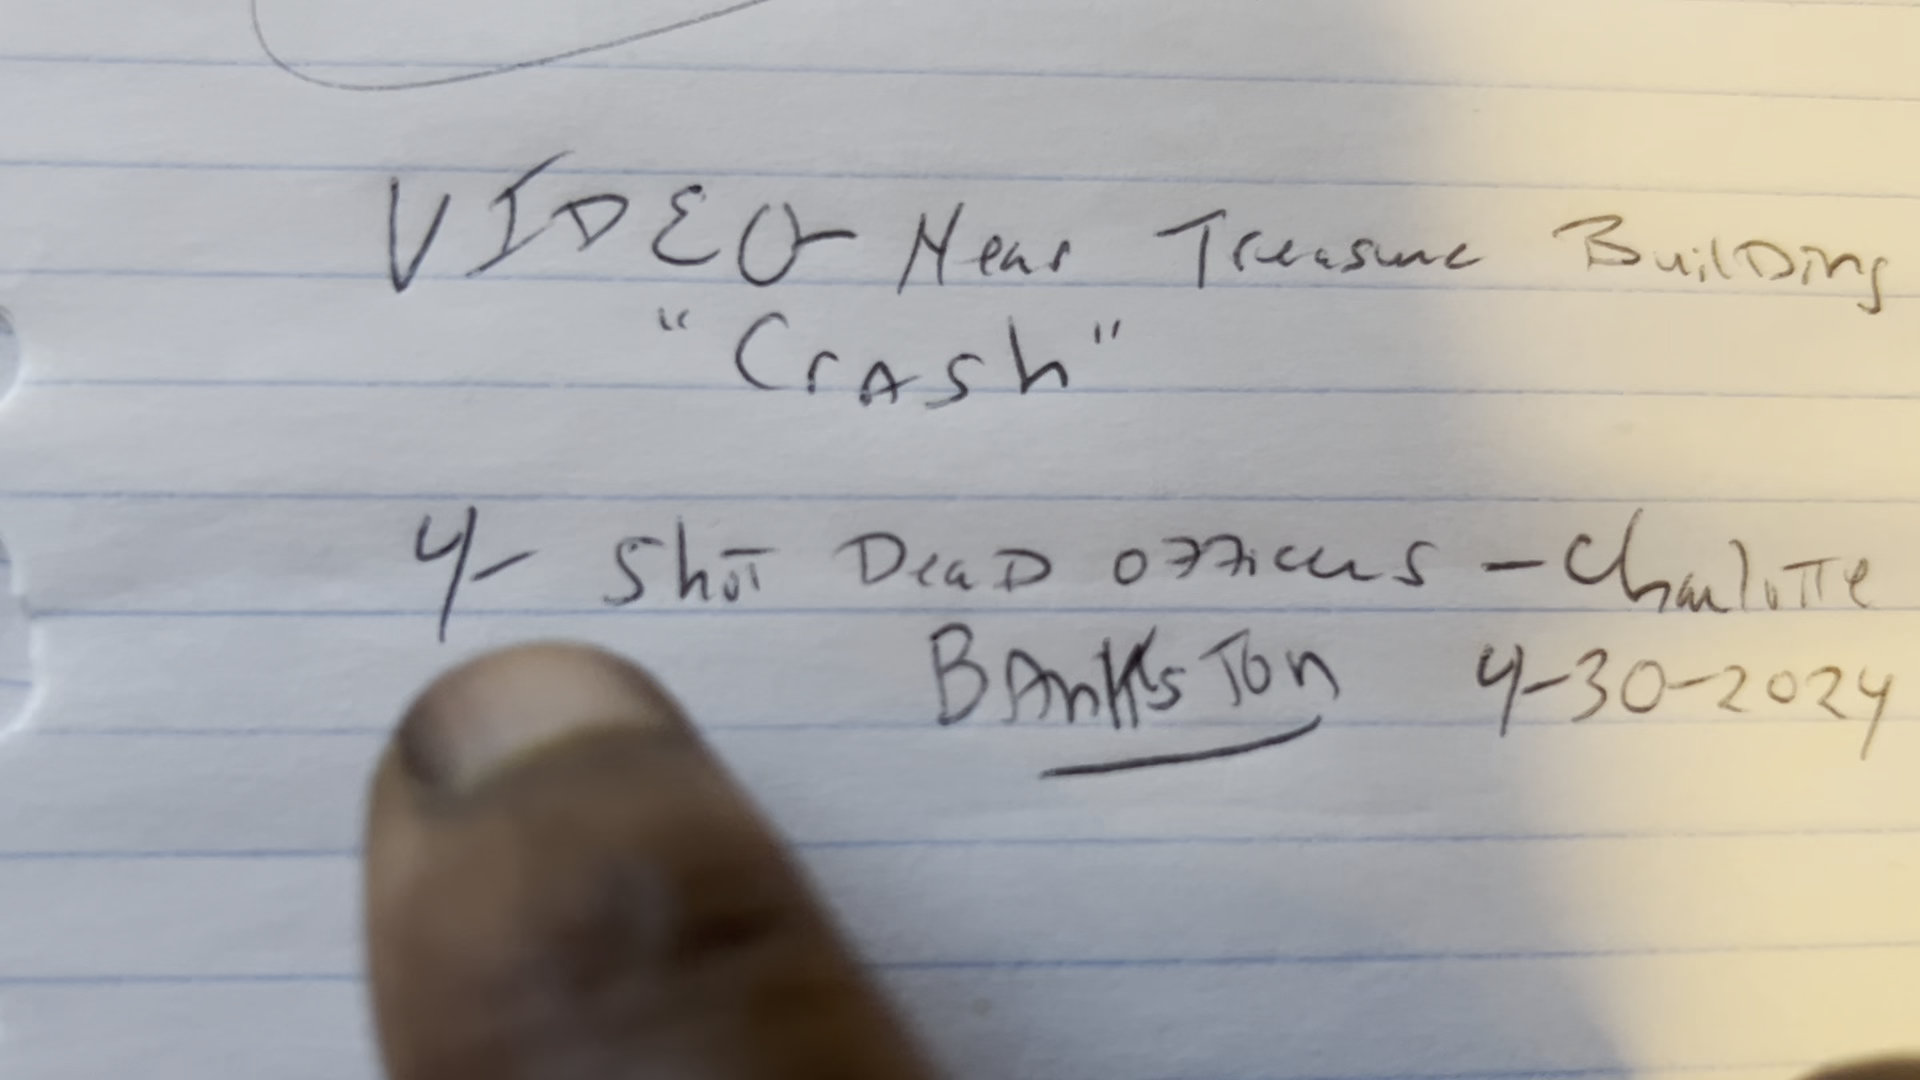 VIDEO- Near Treasure Building
"Crash"
4- Shot Dead officers - Charlotte
BAnKsTon 4-30-2024